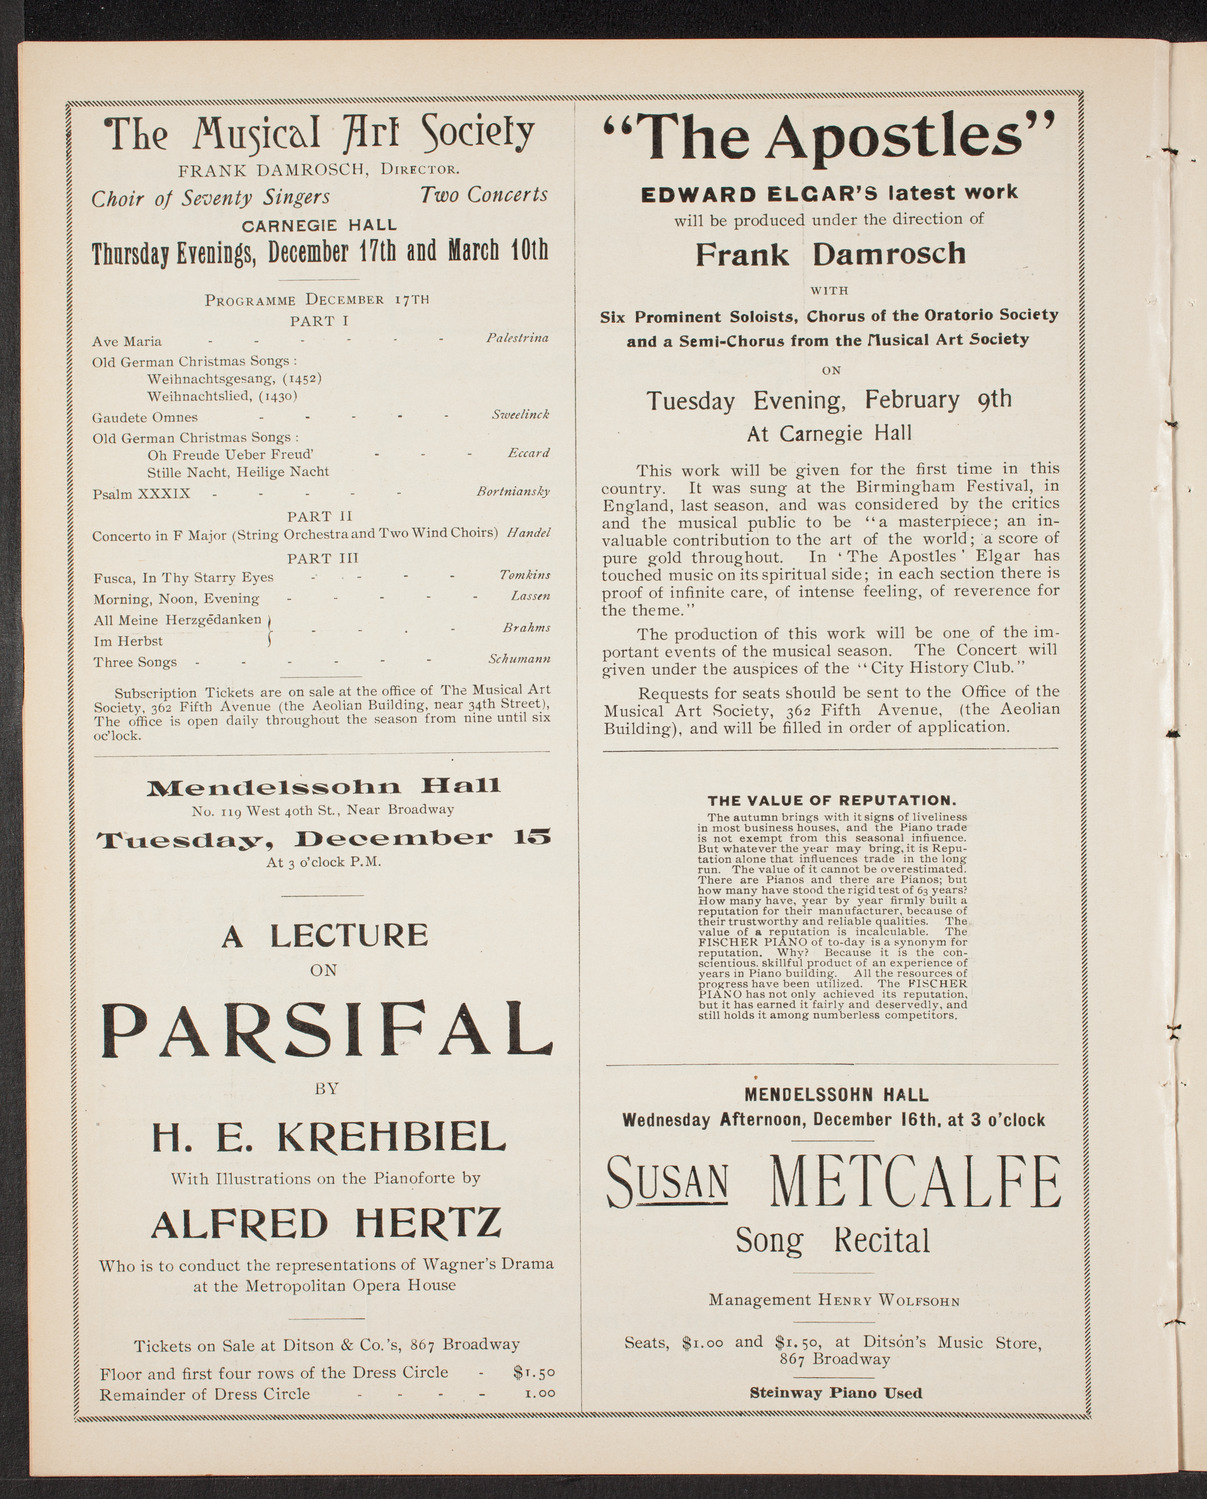 The Musical Art Society
FRANK DAMROSCH, DIRECTOR.
Choir of Seventy Singers Two Concerts
CARNEGIE HALL
Thursday Evenings, December 17th and March 10th
PROGRAMME DECEMBER 17TH
PART I
Ave Maria - - - - - - Palestrina
Old German Christmas Songs :
Weihnachtsgesang, (1452)
Weihnachtslied, (1430)
Gaudete Omnes - - - - - Sweelinck
Old German Christmas Songs :
Oh Freude Ueber Freud' - - - Eccard
Stille Nacht, Heilige Nacht
Psalm XXXIX - - - - - Bortniansky
PART II
Concerto in F Major (String Orchestra and Two Wind Choirs) Handel
PART III
Fusca, In Thy Starry Eyes - - - - Tomkins
Morning, Noon, Evening - - - - - Lassen
All Meine Herzgedanken }
Im Herbst } - - . - Brahms
Three Songs - - - - - - Schumann
Subscription Tickets are on sale at the office of The Musical Art
Society, 362 Fifth Avenue (the Aeolian Building, near 34th Street),
The office is open daily throughout the season from nine until six
oc'lock.
Mendelssohn Hall
No. 119 West 40th St., Near Broadway
Tuesday, December 15
At 3 o'clock P.M.
A LECTURE
ON
PARSIFAL
BY
H. E. KREHBIEL
With Illustrations on the Pianoforte by
ALFRED HERTZ
Who is to conduct the representations of Wagner's Drama
at the Metropolitan Opera House
Tickets on Sale at Ditson & Co.'s, 867 Broadway
Floor and first four rows of the Dress Circle - $1.50
Remainder of Dress Circle - - - - 1.00
"The Apostles"
EDWARD ELGAR'S latest work
will be produced under the direction of
Frank Damrosch
WITH
Six Prominent Soloists, Chorus of the Oratorio Society
and a Semi-Chorus from the Musical Art Society
ON
Tuesday Evening, February 9th
At Carnegie Hall
This work will be given for the first time in this
country. It was sung at the Birmingham Festival, in
England, last season, and was considered by the critics
and the musical public to be "a masterpiece; an in-
valuable contribution to the art of the world; a score of
pure gold throughout. In 'The Apostles' Elgar has
touched music on its spiritual side; in each section there is
proof of infinite care, of intense feeling, of reverence for
the theme."
The production of this work will be one of the im-
portant events of the musical season. The Concert will
given under the auspices of the "City History Club."
Requests for seats should be sent to the Office of the
Musical Art Society, 362 Fifth Avenue, (the Aeolian
Building), and will be filled in order of application.
THE VALUE OF REPUTATION.
The autumn brings with it signs of liveliness
in most business houses, and the Piano trade
is not exempt from this seasonal influence.
But whatever the year may bring, it is Repu-
tation alone that influences trade in the long
run. The value of it cannot be overestimated.
There are Pianos and there are Pianos; but
how many have stood the rigid test of 63 years?
How many have, year by year firmly built a
reputation for their manufacturer, because of
their trustworthy and reliable qualities. The
value of a reputation is incalculable. The
FISCHER PIANO of to-day is a synonym for
reputation. Why? Because it is the con-
scientious, skillful product of an experience of
years in Piano building. All the resources of
progress have been utilized. The FISCHER
PIANO has not only achieved its reputation,
but it has earned it fairly and deservedly, and
still holds it among numberless competitors.
MENDELSSOHN HALL
Wednesday Afternoon, December 16th, at 3 o'clock
SUSAN METCALFE
Song Recital
Management HENRY WOLFSOHN
Seats, $1.00 and $1.50, at Ditson's Music Store,
867 Broadway
Steinway Piano Used